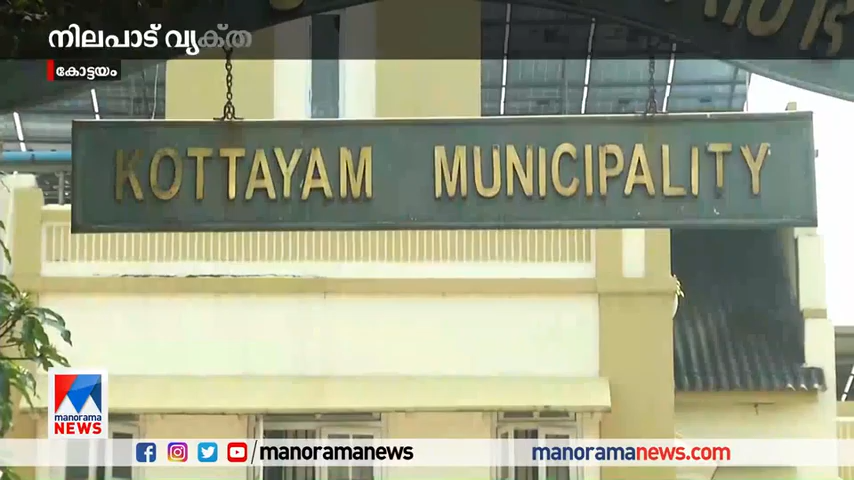 നിലപാട് വ്യക്ത
കോട്ടയം
KOTTAYAM MUNICIPALITY
manorama
NEWS
manoramanews
manoramanews.com